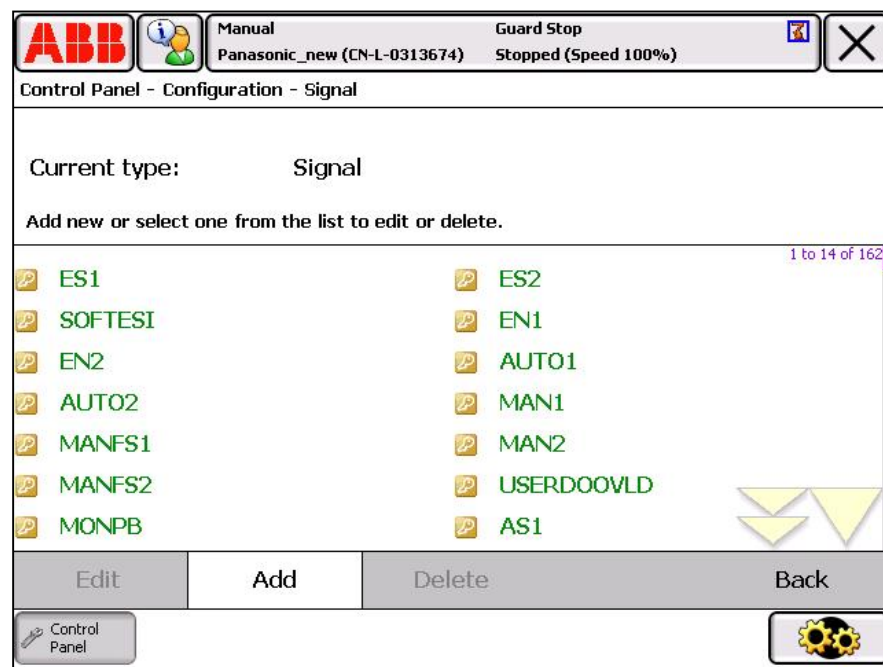 ABB
Manual Guard Stop
Panasonic_new (CN-L-0313674) Stopped (Speed 100%)
Control Panel - Configuration - Signal
Current type: Signal
Add new or select one from the list to edit or delete.
1 to 14 of 162
ES1 ES2
SOFTESI EN1
EN2 AUTO1
AUTO2 MAN1
MANFS1 MAN2
MANFS2 USERDOOVLD
MONPB AS1
Edit Add Delete Back
Control
Panel